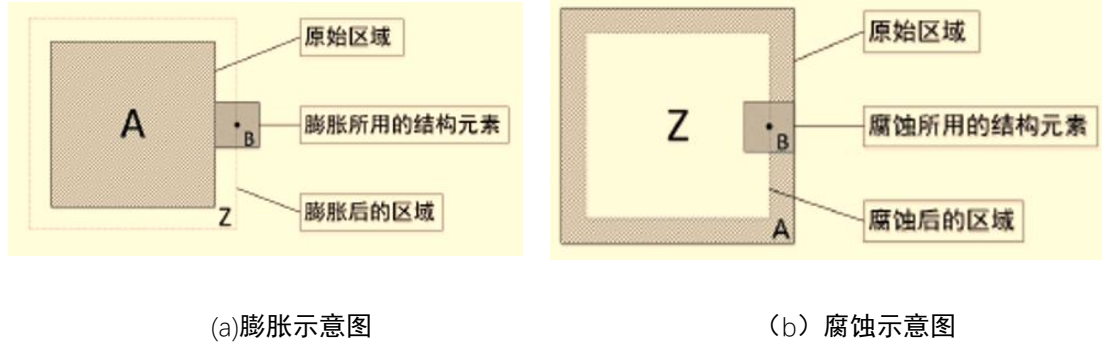 原始区域
A
B
膨胀所用的结构元素
膨胀后的区域
Z
原始区域
Z
B
腐蚀所用的结构元素
腐蚀后的区域
A
(a)膨胀示意图
（b）腐蚀示意图